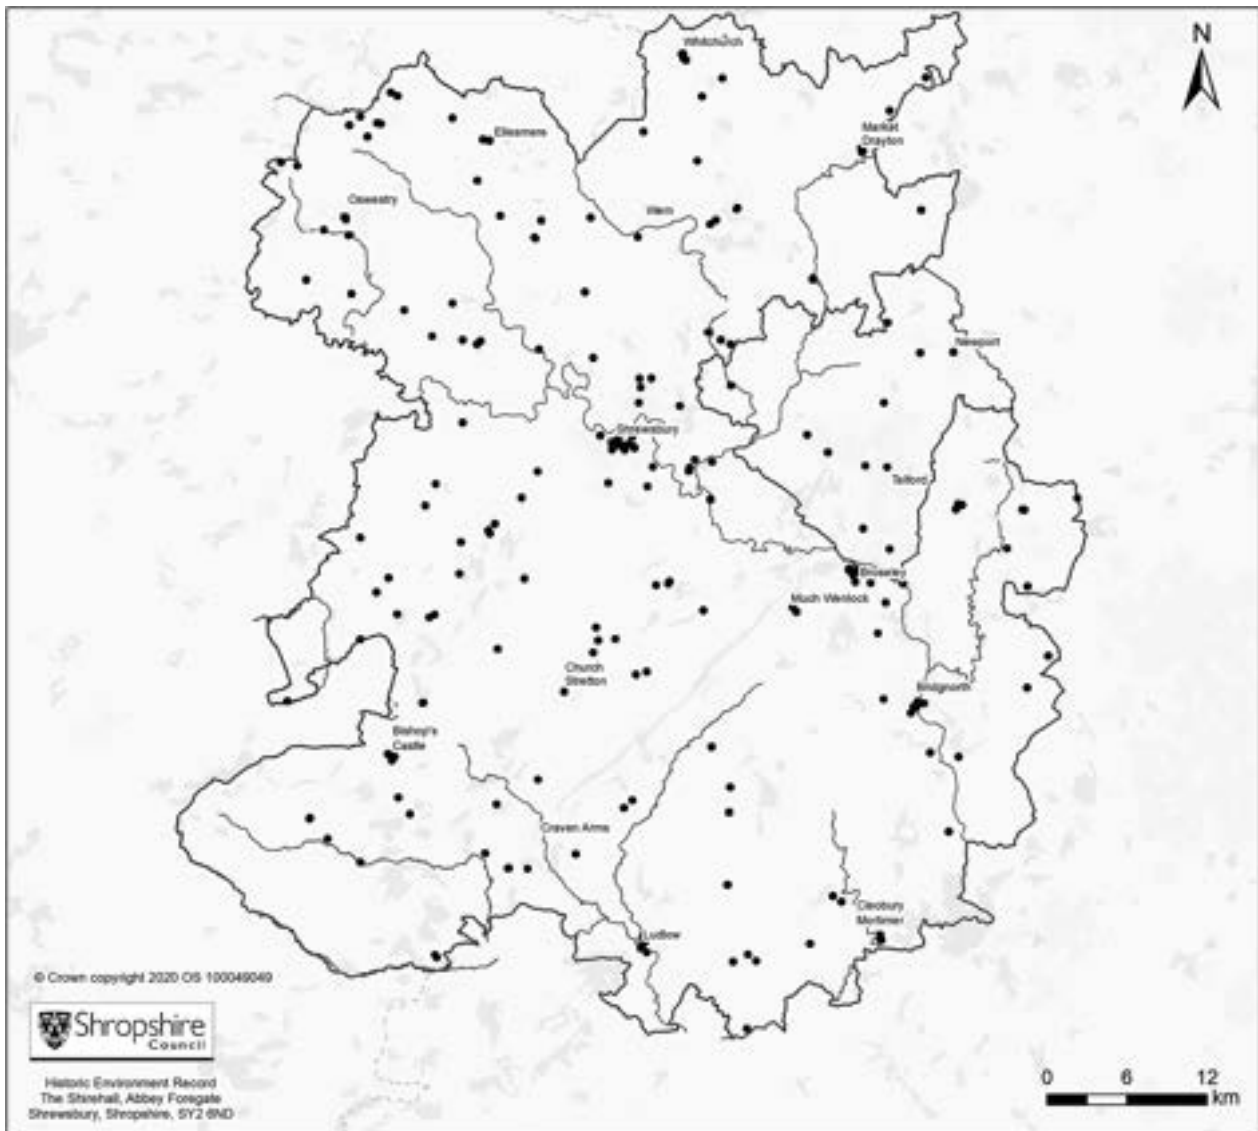 Whitchurch
N
Ellesmere
Market
Drayton
Oswestry
Wem
Newport
Shrewsbury
Telford
Broseley
Much Wenlock
Church
Stretton
Bridgnorth
Bishop's
Castle
Craven Arms
Cleobury
Mortimer
Ludlow
© Crown copyright 2020 OS 100049049
Shropshire
Council
Historic Environment Record
The Shirehall, Abbey Foregate
Shrewsbury, Shropshire, SY2 6ND
0 6 12
km